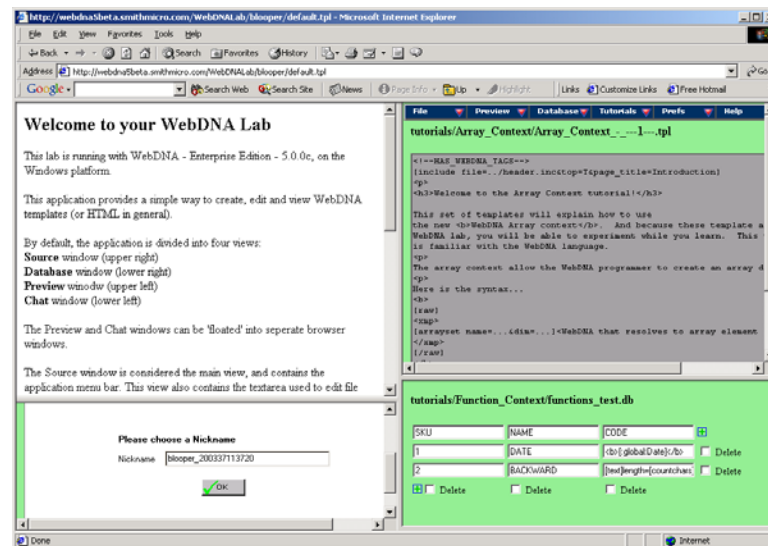 http://webdna5beta.smithmicro.com/WebDNALab/blooper/default.tpl - Microsoft Internet Explorer
File Edit View Favorites Tools Help
Back Search Favorites History
Address http://webdna5beta.smithmicro.com/WebDNALab/blooper/default.tpl Go
Google Search Web Search Site News Page Info Up Highlight Links Customize Links Free Hotmail
Welcome to your WebDNA Lab
This lab is running with WebDNA - Enterprise Edition - 5.0.0c, on the
Windows platform.
This application provides a simple way to create, edit and view WebDNA
templates (or HTML in general).
By default, the application is divided into four views:
Source window (upper right)
Database window (lower right)
Preview winodw (upper left)
Chat window (lower left)
The Preview and Chat windows can be 'floated' into seperate browser
windows.
The Source window is considered the main view, and contains the
application menu bar. This view also contains the textarea used to edit file
File Preview Database Tutorials Prefs Help
tutorials/Array_Context/Array_Context_-_---1---.tpl
<!--HAS_WEBDNA_TAGS-->
[include file=../header.inc&top=T&page_title=Introduction]
<p>
<h3>Welcome to the Array Context tutorial!</h3>
This set of templates will explain how to use
the new <b>WebDNA Array context</b>. And because these template a
WebDNA lab, you will be able to experiment while you learn. This
is familiar with the WebDNA language.
<p>
The array context allow the WebDNA programmer to create an array d
<p>
Here is the syntax...
<b>
[raw]
<xmp>
[arrayset name=...&dim=...]<WebDNA that resolves to array element
</xmp>
[/raw]
Please choose a Nickname
Nickname blooper_200337113720
OK
tutorials/Function_Context/functions_test.db
SKU NAME CODE
1 DATE <b>[:global:Date]</b> Delete
2 BACKWARD [text]length=[countchars Delete
Delete Delete Delete
Done Internet